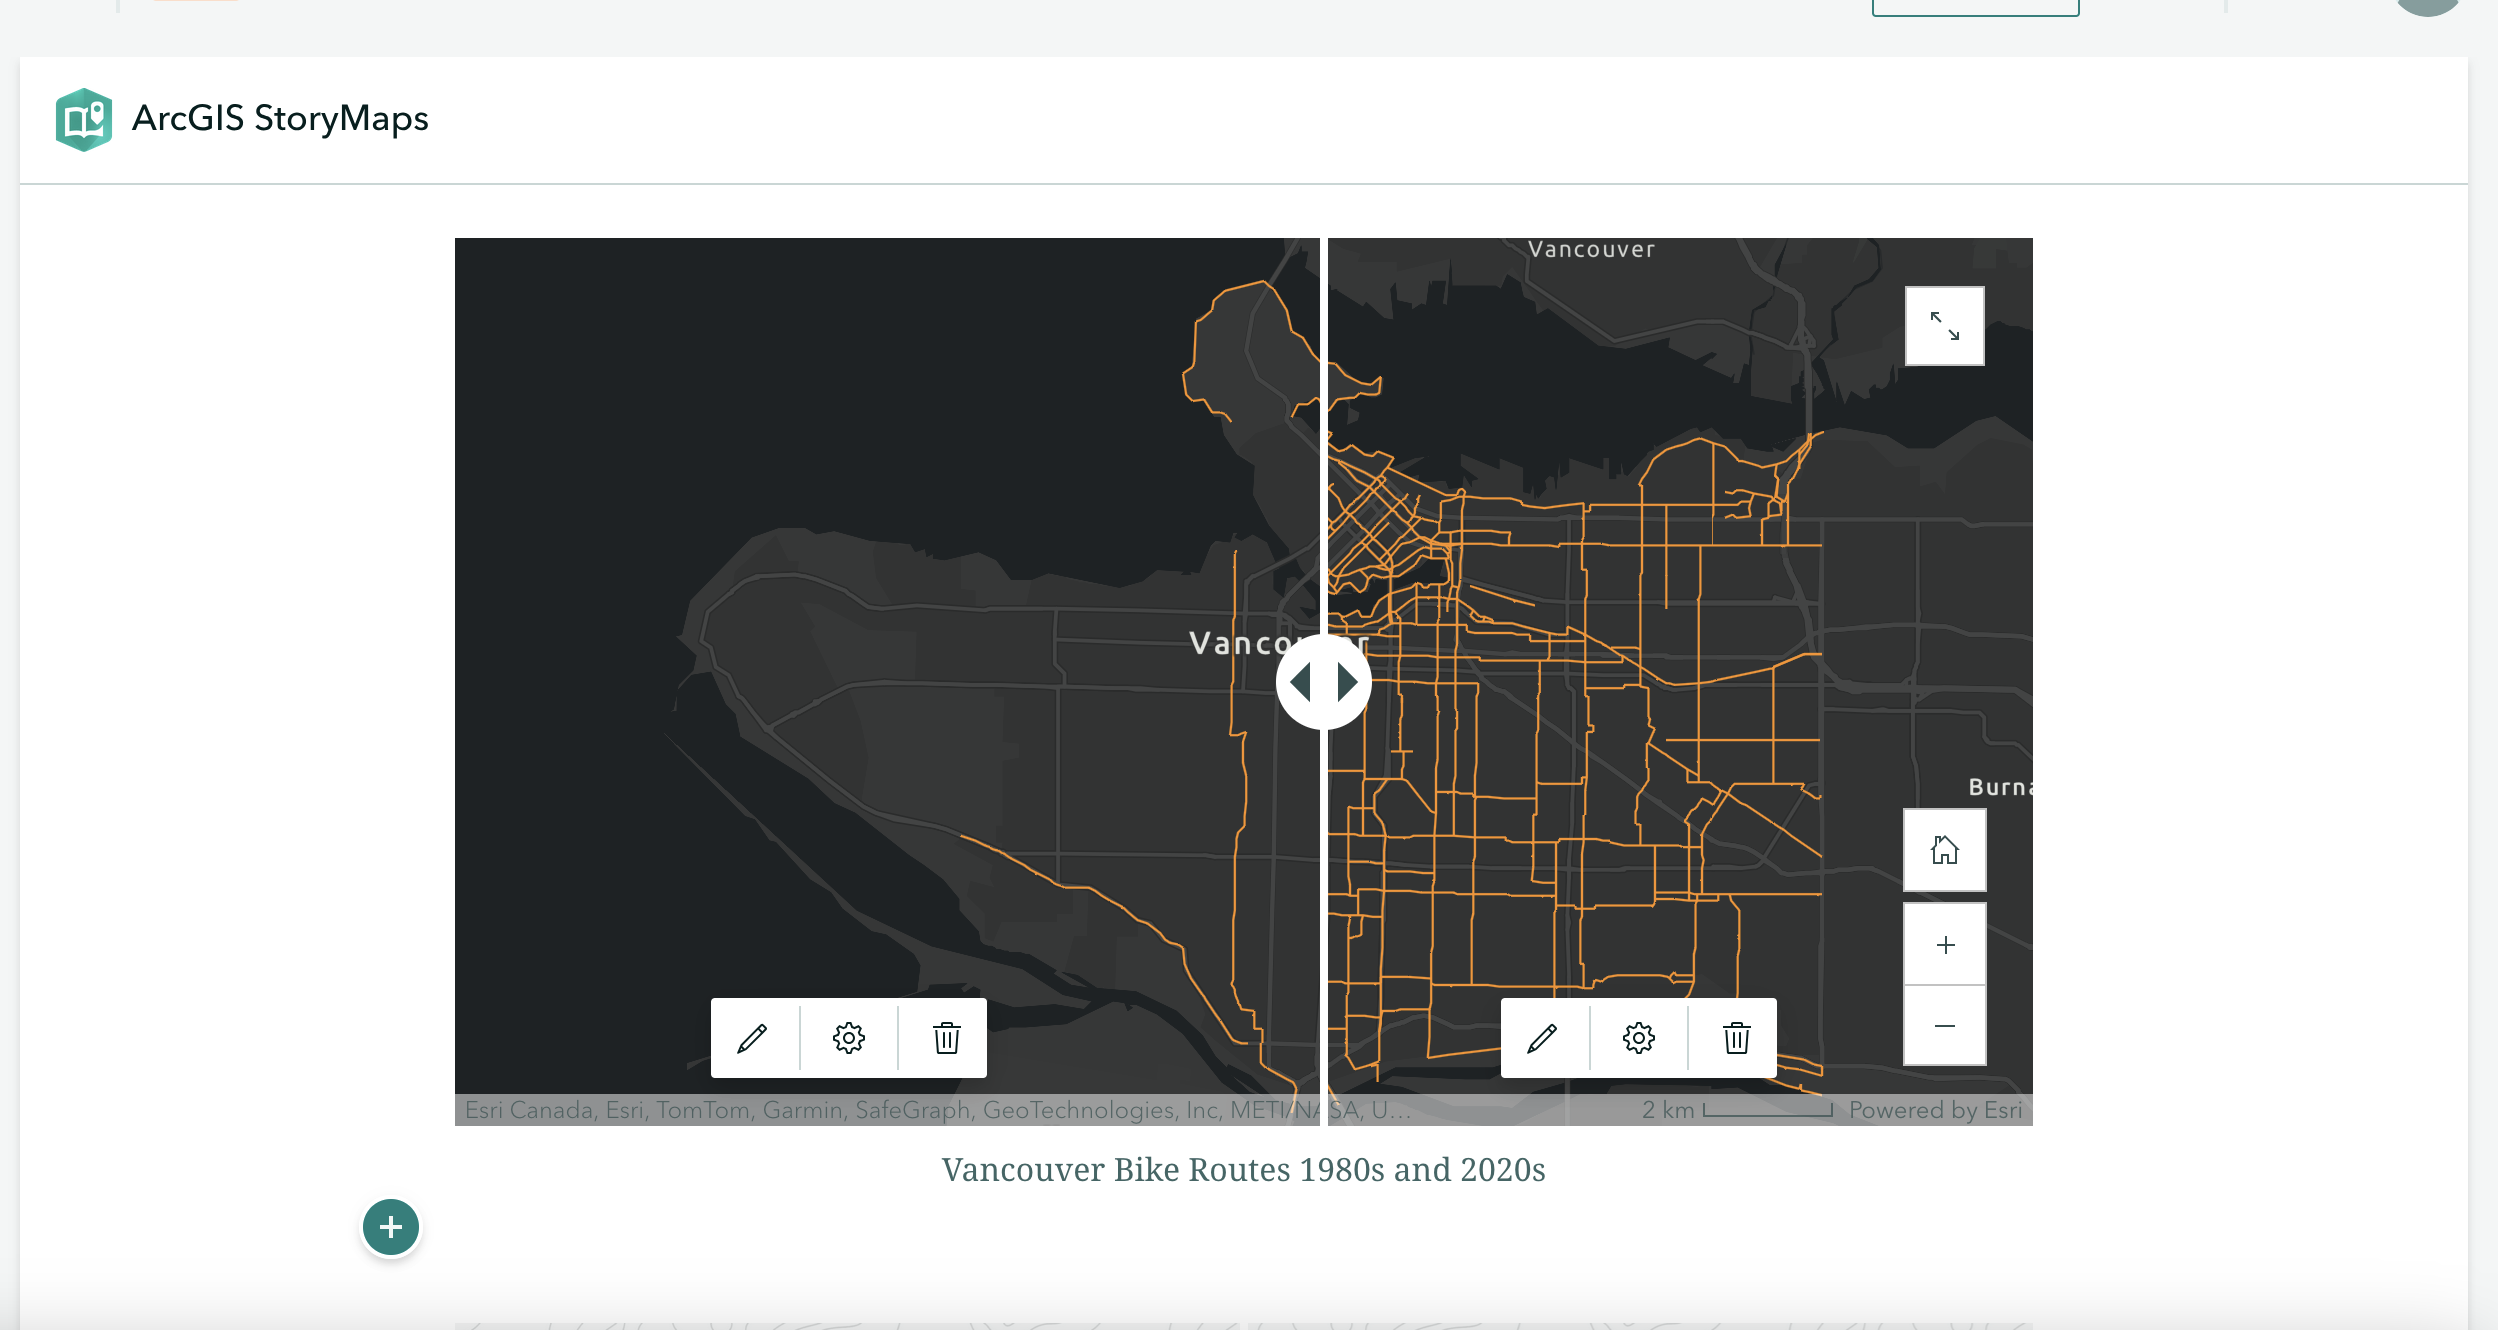 ArcGIS StoryMaps
Vancouver
Burna
Esri Canada, Esri, TomTom, Garmin, SafeGraph, GeoTechnologies, Inc, METI/NASA, U...
2 km
Powered by Esri
Vancouver Bike Routes 1980s and 2020s